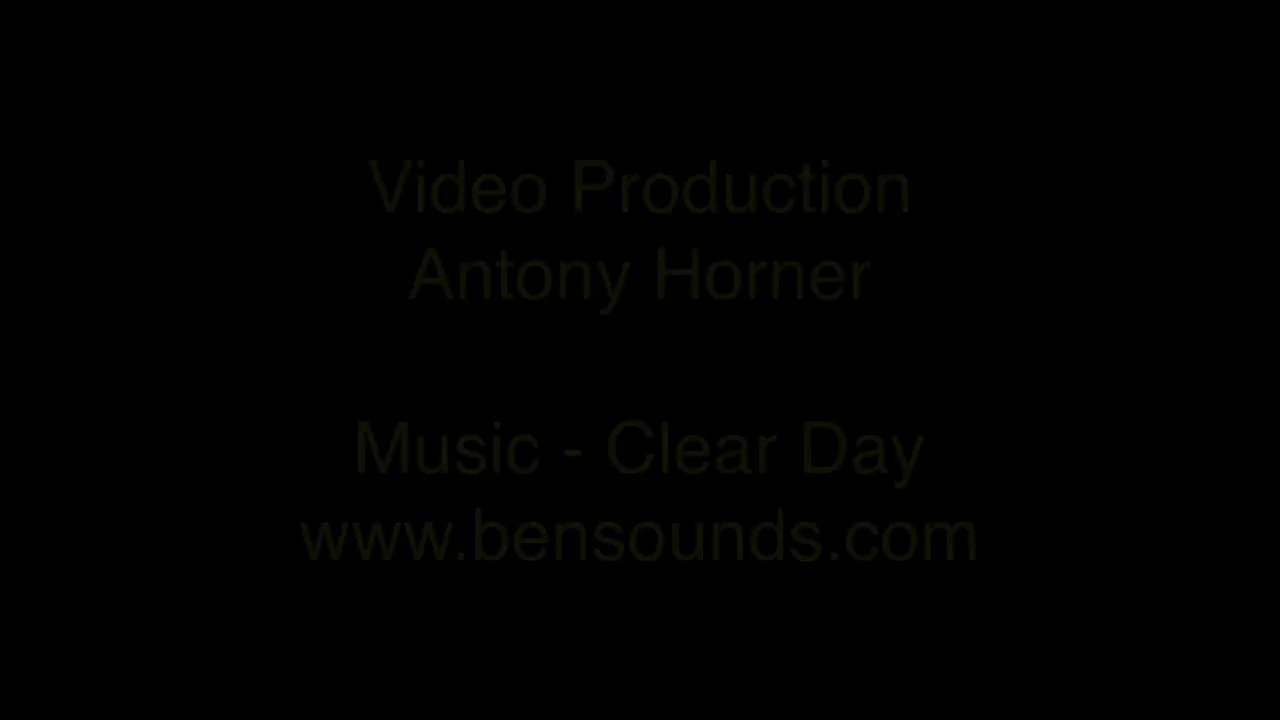 Video Production
Antony Horner
Music - Clear Day
www.bensounds.com